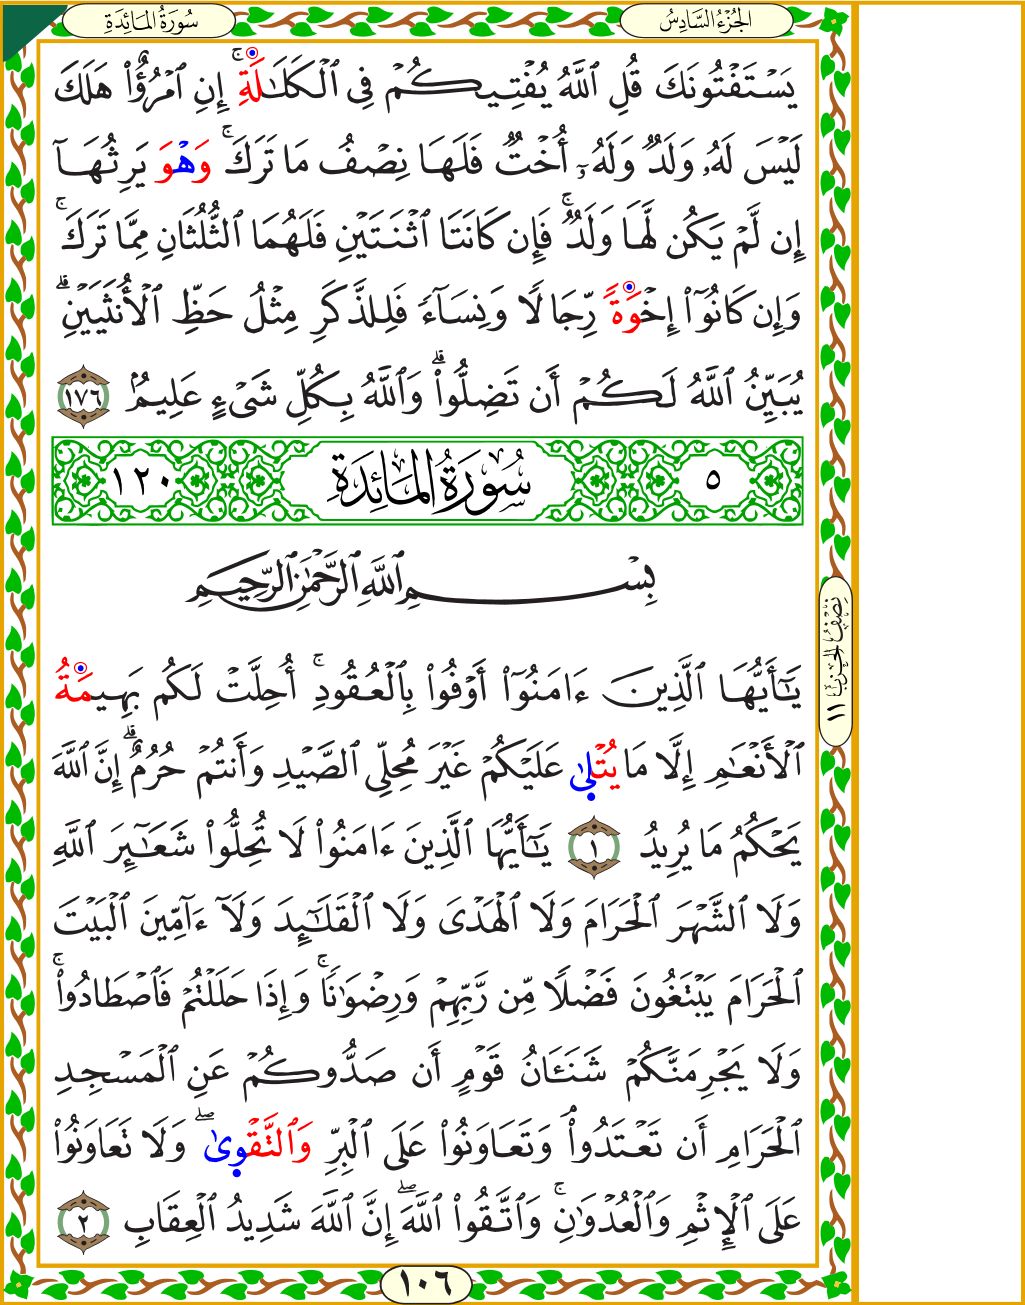 سُورَةُ المَائِدَةِ
الجُزْءُ السَّادِسُ
يَسۡتَفۡتُونَكَ قُلِ ٱللَّهُ يُفۡتِيكُمۡ فِي ٱلۡكَلَٰلَةِۚ إِنِ ٱمۡرُؤٌاْ هَلَكَ
لَيۡسَ لَهُۥ وَلَدٞ وَلَهُۥٓ أُخۡتٞ فَلَهَا نِصۡفُ مَا تَرَكَۚ وَهۡوَ يَرِثُهَآ
إِن لَّمۡ يَكُن لَّهَا وَلَدٞۚ فَإِن كَانَتَا ٱثۡنَتَيۡنِ فَلَهُمَا ٱلثُّلُثَانِ مِمَّا تَرَكَۚ
وَإِن كَانُوٓاْ إِخۡوَةٗ رِّجَالٗا وَنِسَآءٗ فَلِلذَّكَرِ مِثۡلُ حَظِّ ٱلۡأُنثَيَيۡنِۗ
يُبَيِّنُ ٱللَّهُ لَكُمۡ أَن تَضِلُّواْۗ وَٱللَّهُ بِكُلِّ شَيۡءٍ عَلِيمُۢ ١٧٦
٥ سُورَةُ المَائِدَةِ ١٢٠
بِسۡمِ ٱللَّهِ ٱلرَّحۡمَٰنِ ٱلرَّحِيمِ
يَٰٓأَيُّهَا ٱلَّذِينَ ءَامَنُوٓاْ أَوۡفُواْ بِٱلۡعُقُودِۚ أُحِلَّتۡ لَكُم بَهِيمَةُ
ٱلۡأَنۡعَٰمِ إِلَّا مَا يُتۡلَىٰ عَلَيۡكُمۡ غَيۡرَ مُحِلِّي ٱلصَّيۡدِ وَأَنتُمۡ حُرُمٌۗ إِنَّ ٱللَّهَ
يَحۡكُمُ مَا يُرِيدُ ١ يَٰٓأَيُّهَا ٱلَّذِينَ ءَامَنُواْ لَا تُحِلُّواْ شَعَٰٓئِرَ ٱللَّهِ
وَلَا ٱلشَّهۡرَ ٱلۡحَرَامَ وَلَا ٱلۡهَدۡيَ وَلَا ٱلۡقَلَٰٓئِدَ وَلَآ ءَآمِّينَ ٱلۡبَيۡتَ
ٱلۡحَرَامَ يَبۡتَغُونَ فَضۡلٗا مِّن رَّبِّهِمۡ وَرِضۡوَٰنٗاۚ وَإِذَا حَلَلۡتُمۡ فَٱصۡطَادُواْۚ
وَلَا يَجۡرِمَنَّكُمۡ شَنَـَٔانُ قَوۡمٍ أَن صَدُّوكُمۡ عَنِ ٱلۡمَسۡجِدِ
ٱلۡحَرَامِ أَن تَعۡتَدُواْۘ وَتَعَاوَنُواْ عَلَى ٱلۡبِرِّ وَٱلتَّقۡوَىٰۖ وَلَا تَعَاوَنُواْ
عَلَى ٱلۡإِثۡمِ وَٱلۡعُدۡوَٰنِۚ وَٱتَّقُواْ ٱللَّهَۖ إِنَّ ٱللَّهَ شَدِيدُ ٱلۡعِقَابِ ٢
نِصْفُ الحِزْبِ ١١
١٠٦